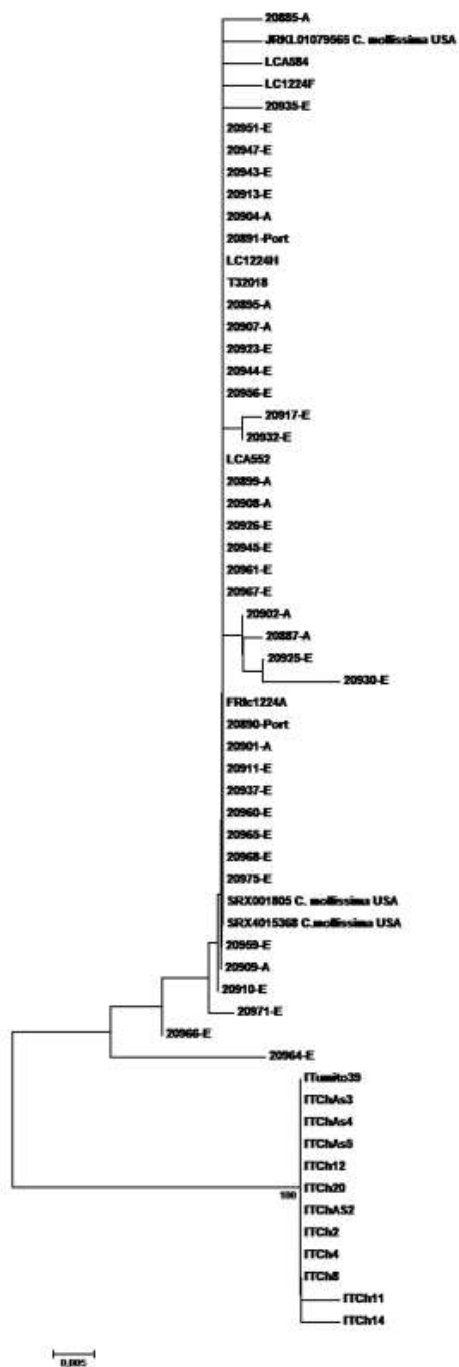 20885-A
JRKL01079565 C. mollissima USA
LCA584
LC1224F
20935-E
20951-E
20947-E
20943-E
20913-E
20904-A
20891-Port
LC1224H
T32018
20895-A
20907-A
20923-E
20944-E
20956-E
20917-E
20932-E
LCA552
20899-A
20908-A
20926-E
20945-E
20961-E
20967-E
20902-A
20887-A
20925-E
20930-E
FRIc1224A
20890-Port
20901-A
20911-E
20937-E
20960-E
20965-E
20968-E
20975-E
SRX001805 C. mollissima USA
SRX4015368 C.mollissima USA
20959-E
20909-A
20910-E
20971-E
20966-E
20964-E
ITumito39
ITChAs3
ITChAs4
ITChAs5
ITCh12
ITCh20
100
ITChAS2
ITCh2
ITCh4
ITCh8
ITCh11
ITCh14
0.005